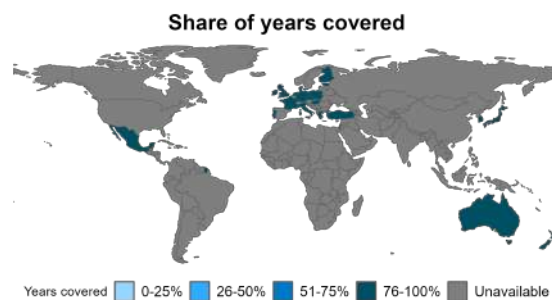 Share of years covered
Years covered 0-25% 26-50% 51-75% 76-100% Unavailable